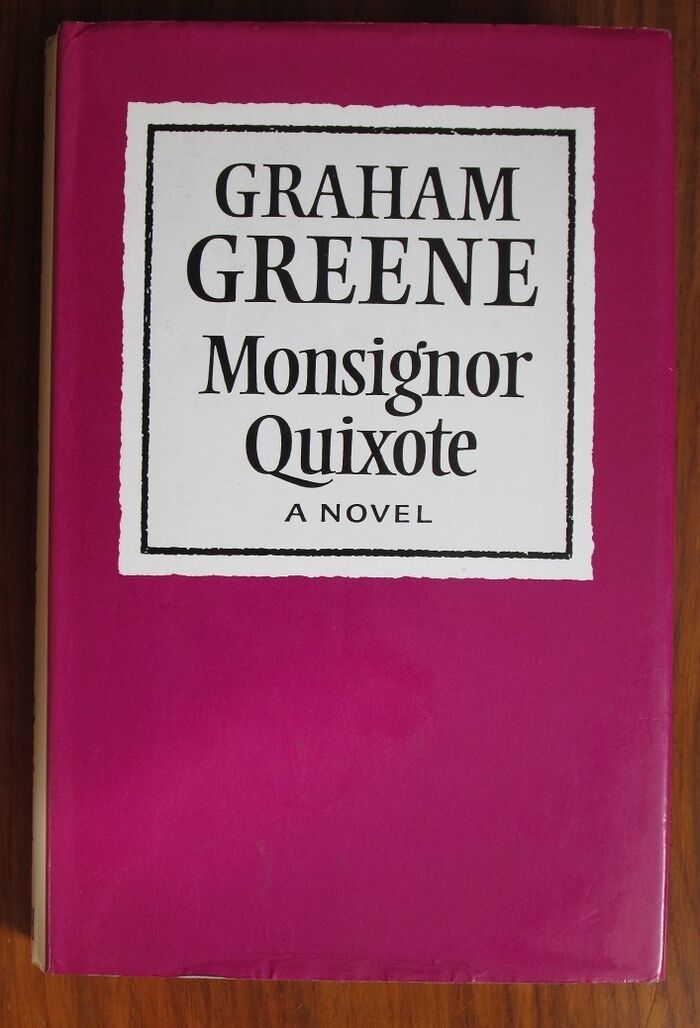 GRAHAM
GREENE
Monsignor
Quixote
A NOVEL